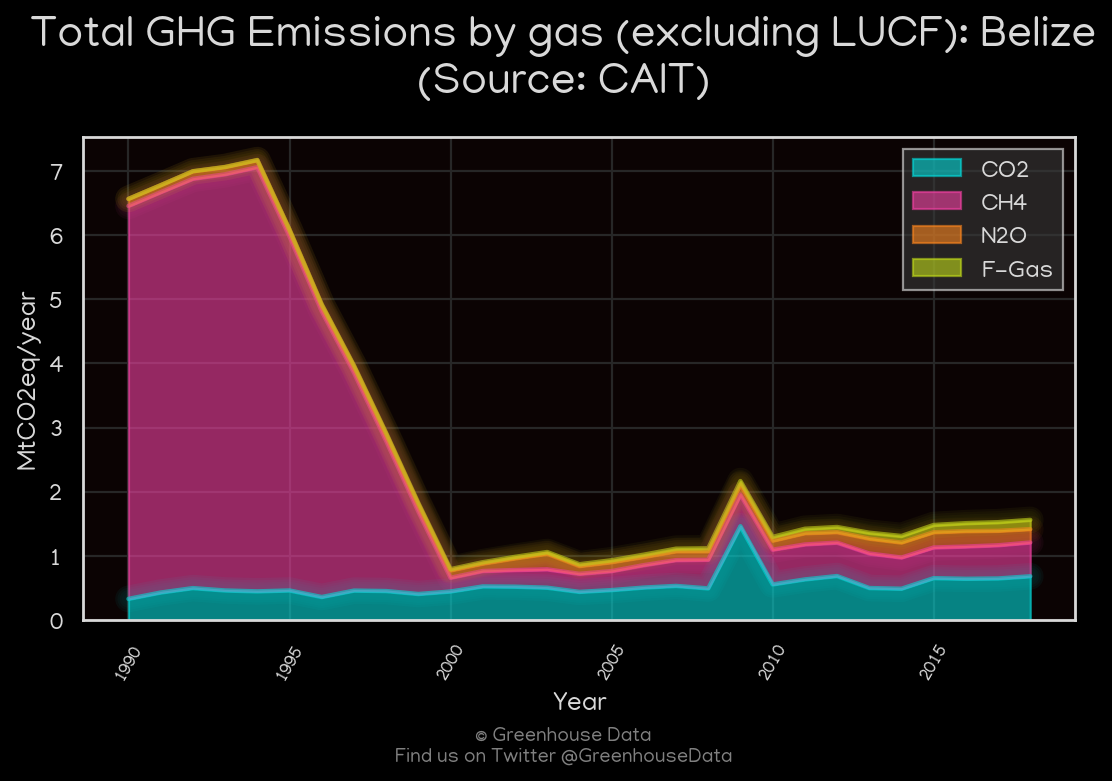 Total GHG Emissions by gas (excluding LUCF): Belize
(Source: CAIT)
CO2
CH4
N2O
F-Gas
7
6
5
4
3
2
1
0
MtCO2eq/year
1990
1995
2000
2005
2010
2015
Year
© Greenhouse Data
Find us on Twitter @GreenhouseData